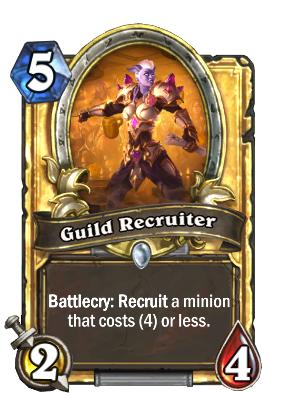 5
Guild Recruiter
Battlecry: Recruit a minion
that costs (4) or less.
2
4